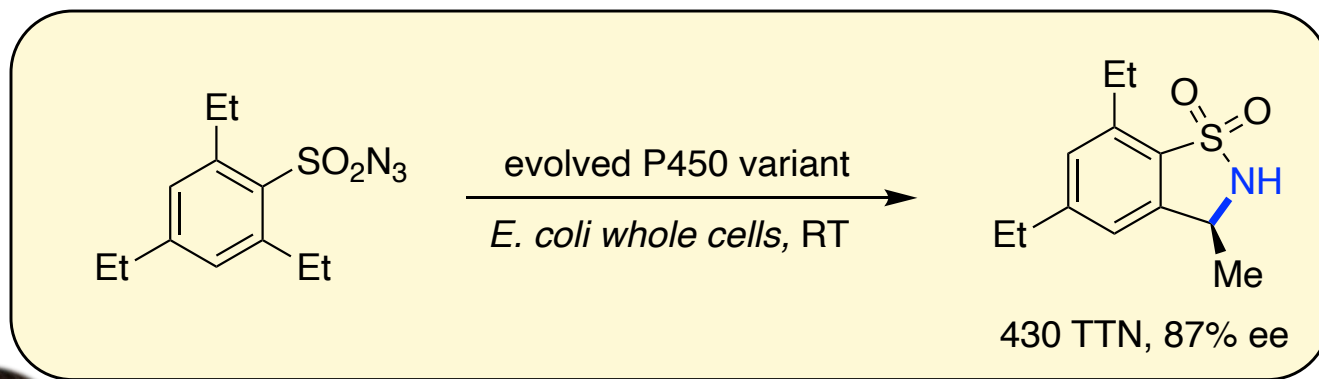 Et
SO2N3
Et
Et
evolved P450 variant
E. coli whole cells, RT
Et
O
O
S
NH
Et
Me
430 TTN, 87% ee